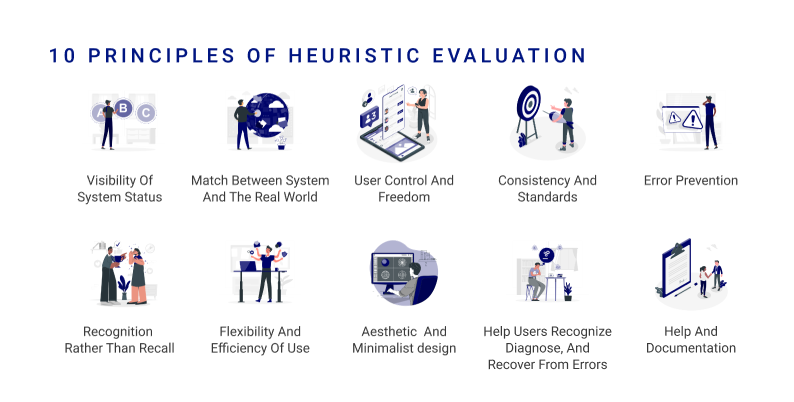 10 PRINCIPLES OF HEURISTIC EVALUATION
A B C
Visibility Of
System Status
Match Between System
And The Real World
User Control And
Freedom
Consistency And
Standards
Error Prevention
Recognition
Rather Than Recall
Flexibility And
Efficiency Of Use
Aesthetic And
Minimalist design
Help Users Recognize
Diagnose, And
Recover From Errors
Help And
Documentation